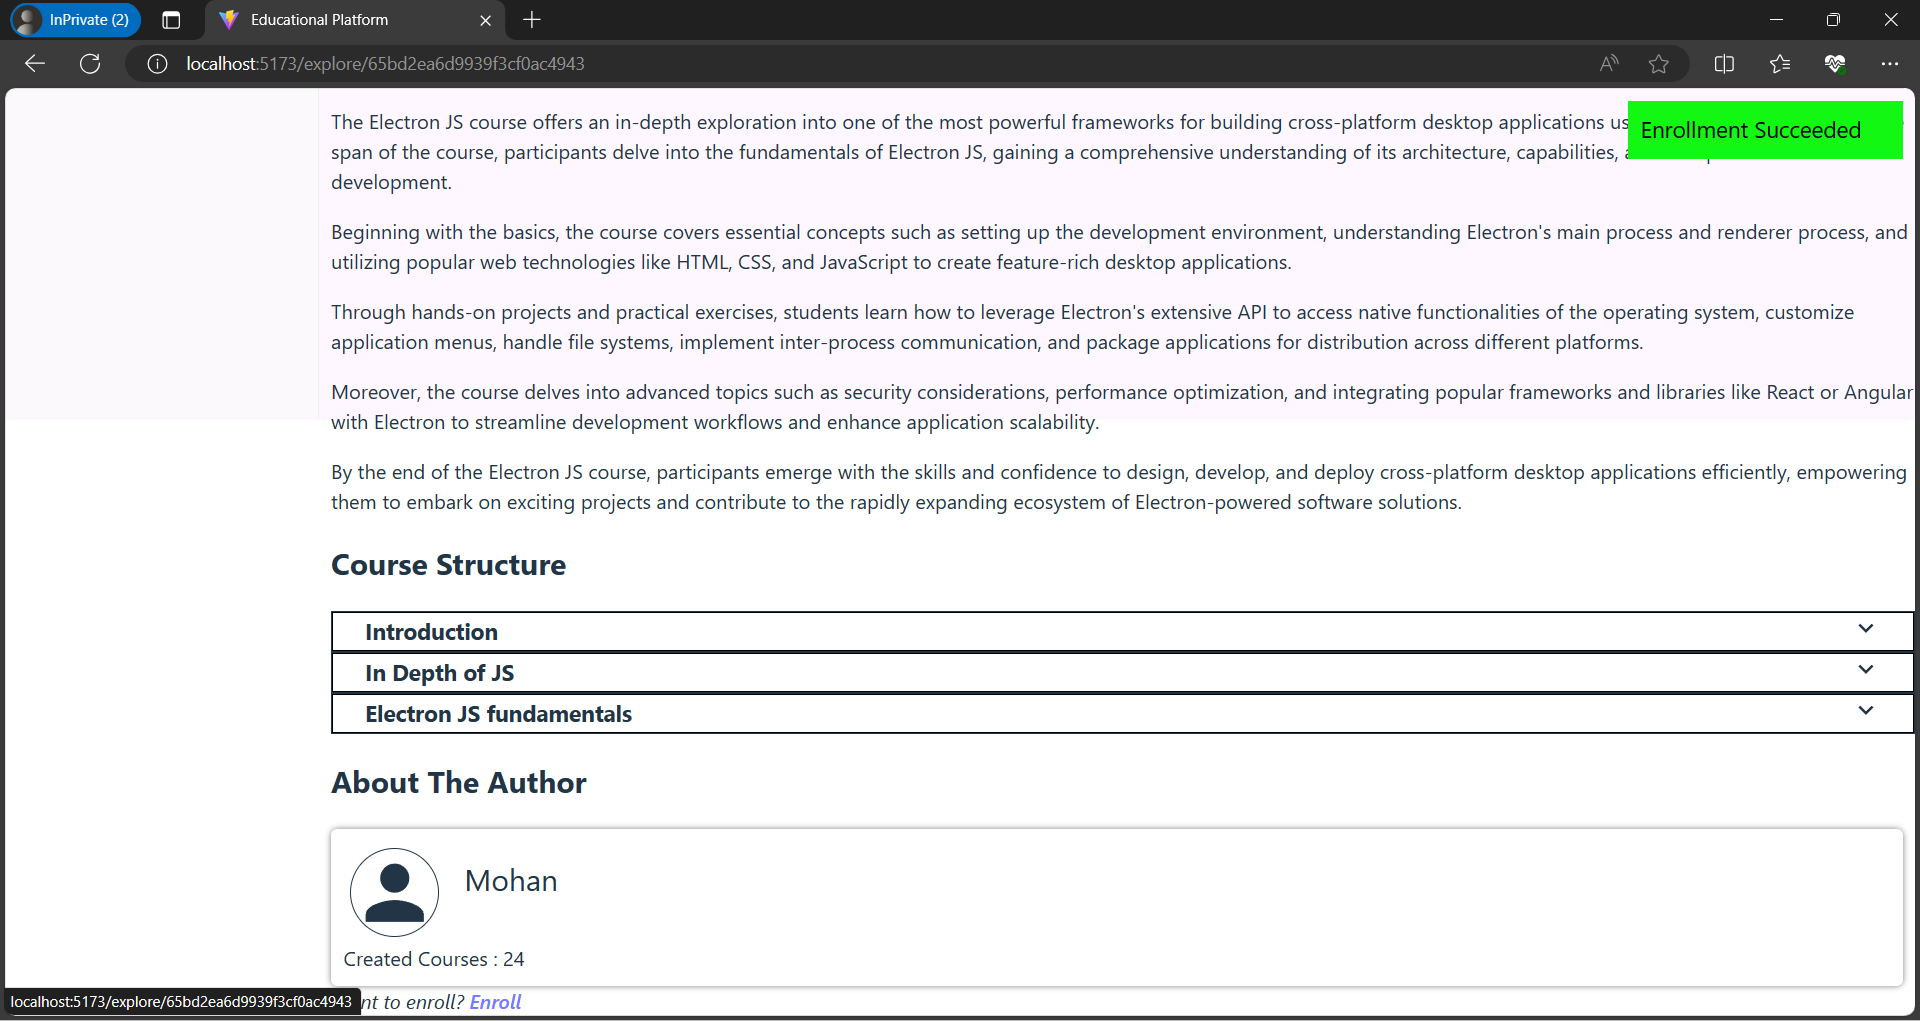 InPrivate (2)
Educational Platform
localhost:5173/explore/65bd2ea6d9939f3cf0ac4943
The Electron JS course offers an in-depth exploration into one of the most powerful frameworks for building cross-platform desktop applications
Enrollment Succeeded
span of the course, participants delve into the fundamentals of Electron JS, gaining a comprehensive understanding of its architecture, capabilities,
development.
Beginning with the basics, the course covers essential concepts such as setting up the development environment, understanding Electron's main process and renderer process, and
utilizing popular web technologies like HTML, CSS, and JavaScript to create feature-rich desktop applications.
Through hands-on projects and practical exercises, students learn how to leverage Electron's extensive API to access native functionalities of the operating system, customize
application menus, handle file systems, implement inter-process communication, and package applications for distribution across different platforms.
Moreover, the course delves into advanced topics such as security considerations, performance optimization, and integrating popular frameworks and libraries like React or Angular
with Electron to streamline development workflows and enhance application scalability.
By the end of the Electron JS course, participants emerge with the skills and confidence to design, develop, and deploy cross-platform desktop applications efficiently, empowering
them to embark on exciting projects and contribute to the rapidly expanding ecosystem of Electron-powered software solutions.
Course Structure
Introduction
In Depth of JS
Electron JS fundamentals
About The Author
Mohan
Created Courses : 24
localhost:5173/explore/65bd2ea6d9939f3cf0ac4943
to enroll? Enroll